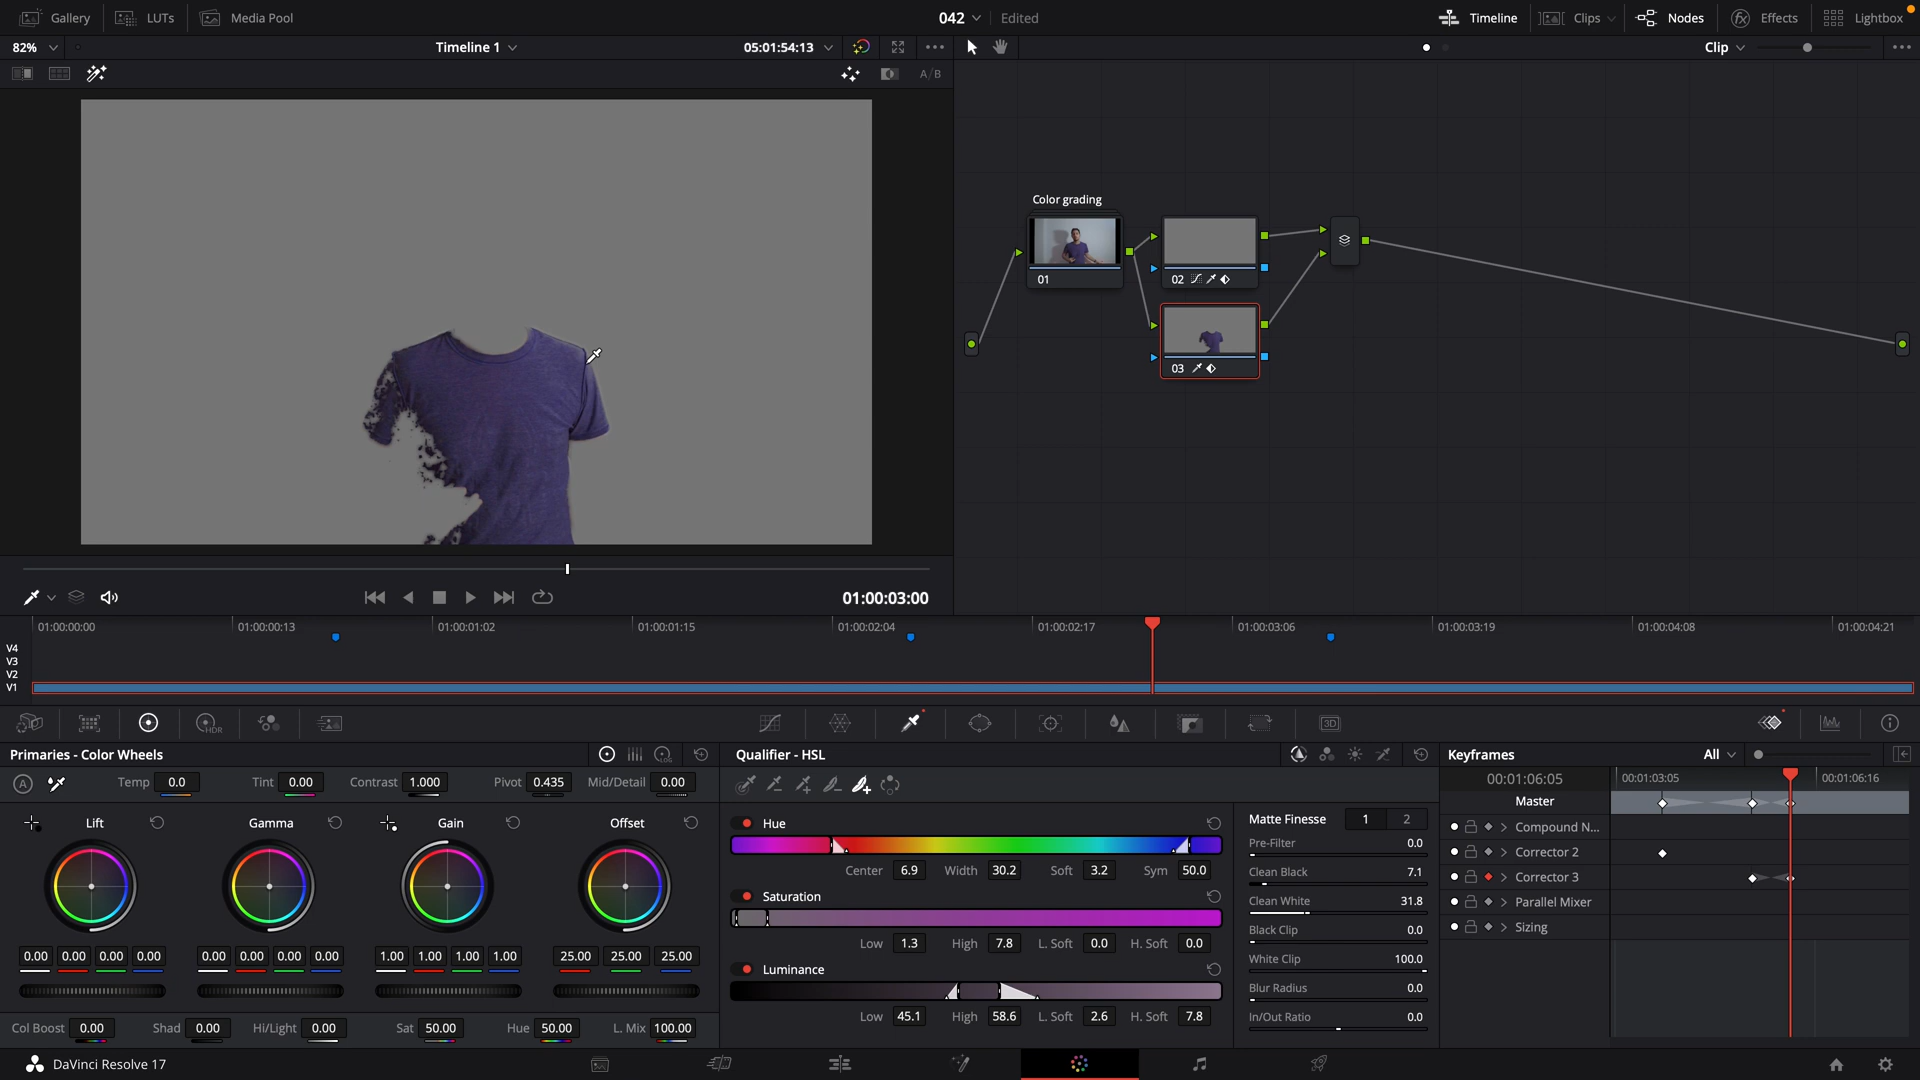 Gallery LUTs Media Pool 042 Edited Timeline Clips Nodes Effects Lightbox
82% Timeline 1 05:01:54:13 Clip
A/B
Color grading
01
02
03
01:00:03:00
01:00:00:00 01:00:00:13 01:00:01:02 01:00:01:15 01:00:02:04 01:00:02:17 01:00:03:06 01:00:03:19 01:00:04:08 01:00:04:21
V4
V3
V2
V1
HDR 3D
Primaries - Color Wheels LOG Qualifier - HSL Keyframes All
A Temp 0.0 Tint 0.00 Contrast 1.000 Pivot 0.435 Mid/Detail 0.00 00:01:06:05 00:01:03:05 00:01:06:16
Master
Lift Gamma Gain Offset Hue Matte Finesse 1 2 Compound N...
Pre-Filter 0.0 Corrector 2
Center 6.9 Width 30.2 Soft 3.2 Sym 50.0 Clean Black 7.1 Corrector 3
Saturation Clean White 31.8 Parallel Mixer
Black Clip 0.0 Sizing
Low 1.3 High 7.8 L. Soft 0.0 H. Soft 0.0
0.00 0.00 0.00 0.00 0.00 0.00 0.00 0.00 1.00 1.00 1.00 1.00 25.00 25.00 25.00 White Clip 100.0
Luminance Blur Radius 0.0
Low 45.1 High 58.6 L. Soft 2.6 H. Soft 7.8 In/Out Ratio 0.0
Col Boost 0.00 Shad 0.00 Hi/Light 0.00 Sat 50.00 Hue 50.00 L. Mix 100.00
DaVinci Resolve 17